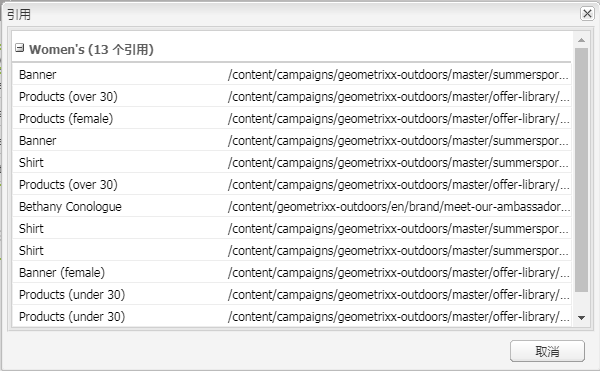 引用
Women's (13 个引用)
Banner /content/campaigns/geometrixx-outdoors/master/summerspor...
Products (over 30) /content/campaigns/geometrixx-outdoors/master/offer-library/...
Products (female) /content/campaigns/geometrixx-outdoors/master/offer-library/...
Banner /content/campaigns/geometrixx-outdoors/master/summerspor...
Shirt /content/campaigns/geometrixx-outdoors/master/summerspor...
Products (over 30) /content/campaigns/geometrixx-outdoors/master/offer-library/...
Bethany Conologue /content/geometrixx-outdoors/en/brand/meet-our-ambassador...
Shirt /content/campaigns/geometrixx-outdoors/master/summerspor...
Shirt /content/campaigns/geometrixx-outdoors/master/summerspor...
Banner (female) /content/campaigns/geometrixx-outdoors/master/offer-library/...
Products (under 30) /content/campaigns/geometrixx-outdoors/master/offer-library/...
Products (under 30) /content/campaigns/geometrixx-outdoors/master/offer-library/...
取消